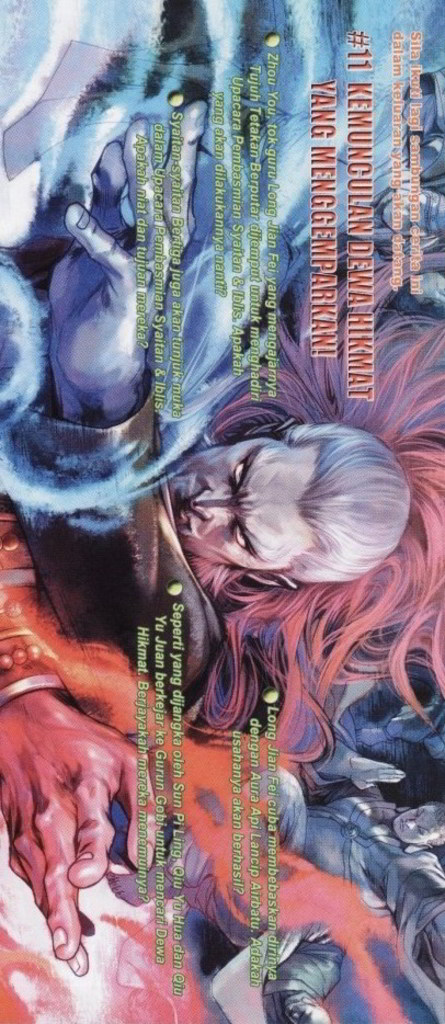 Sila ikuti lagi sambungan cerita ini
dalam keluaran yang akan datang.
#11 KEMUNCULAN DEWA HIKMAT
YANG MENGGEMPARKAN!
Zhou You, tok guru Long Jian Fei yang mengajarnya
Tujuh Tetakan Berputar, dijemput untuk menghadiri
Upacara Pembasmian Syaitan & Iblis. Apakah
yang akan dilakukannya nanti?
Syaitan-syaitan Bertiga juga akan tunjuk muka
dalam Upacara Pembasmian Syaitan & Iblis.
Apakah niat dan tujuan mereka?
Long Jian Fei cuba membebaskan dirinya
dengan Aura Api Lancip Airbatu. Adakah
usahanya akan berhasil?
Seperti yang dijangka oleh Sun Pi Ling, Qiu Yu Hua dan Qiu
Yu Juan berkejar ke Gurun Gobi untuk mencari Dewa
Hikmat. Berjayakah mereka menemuinya?